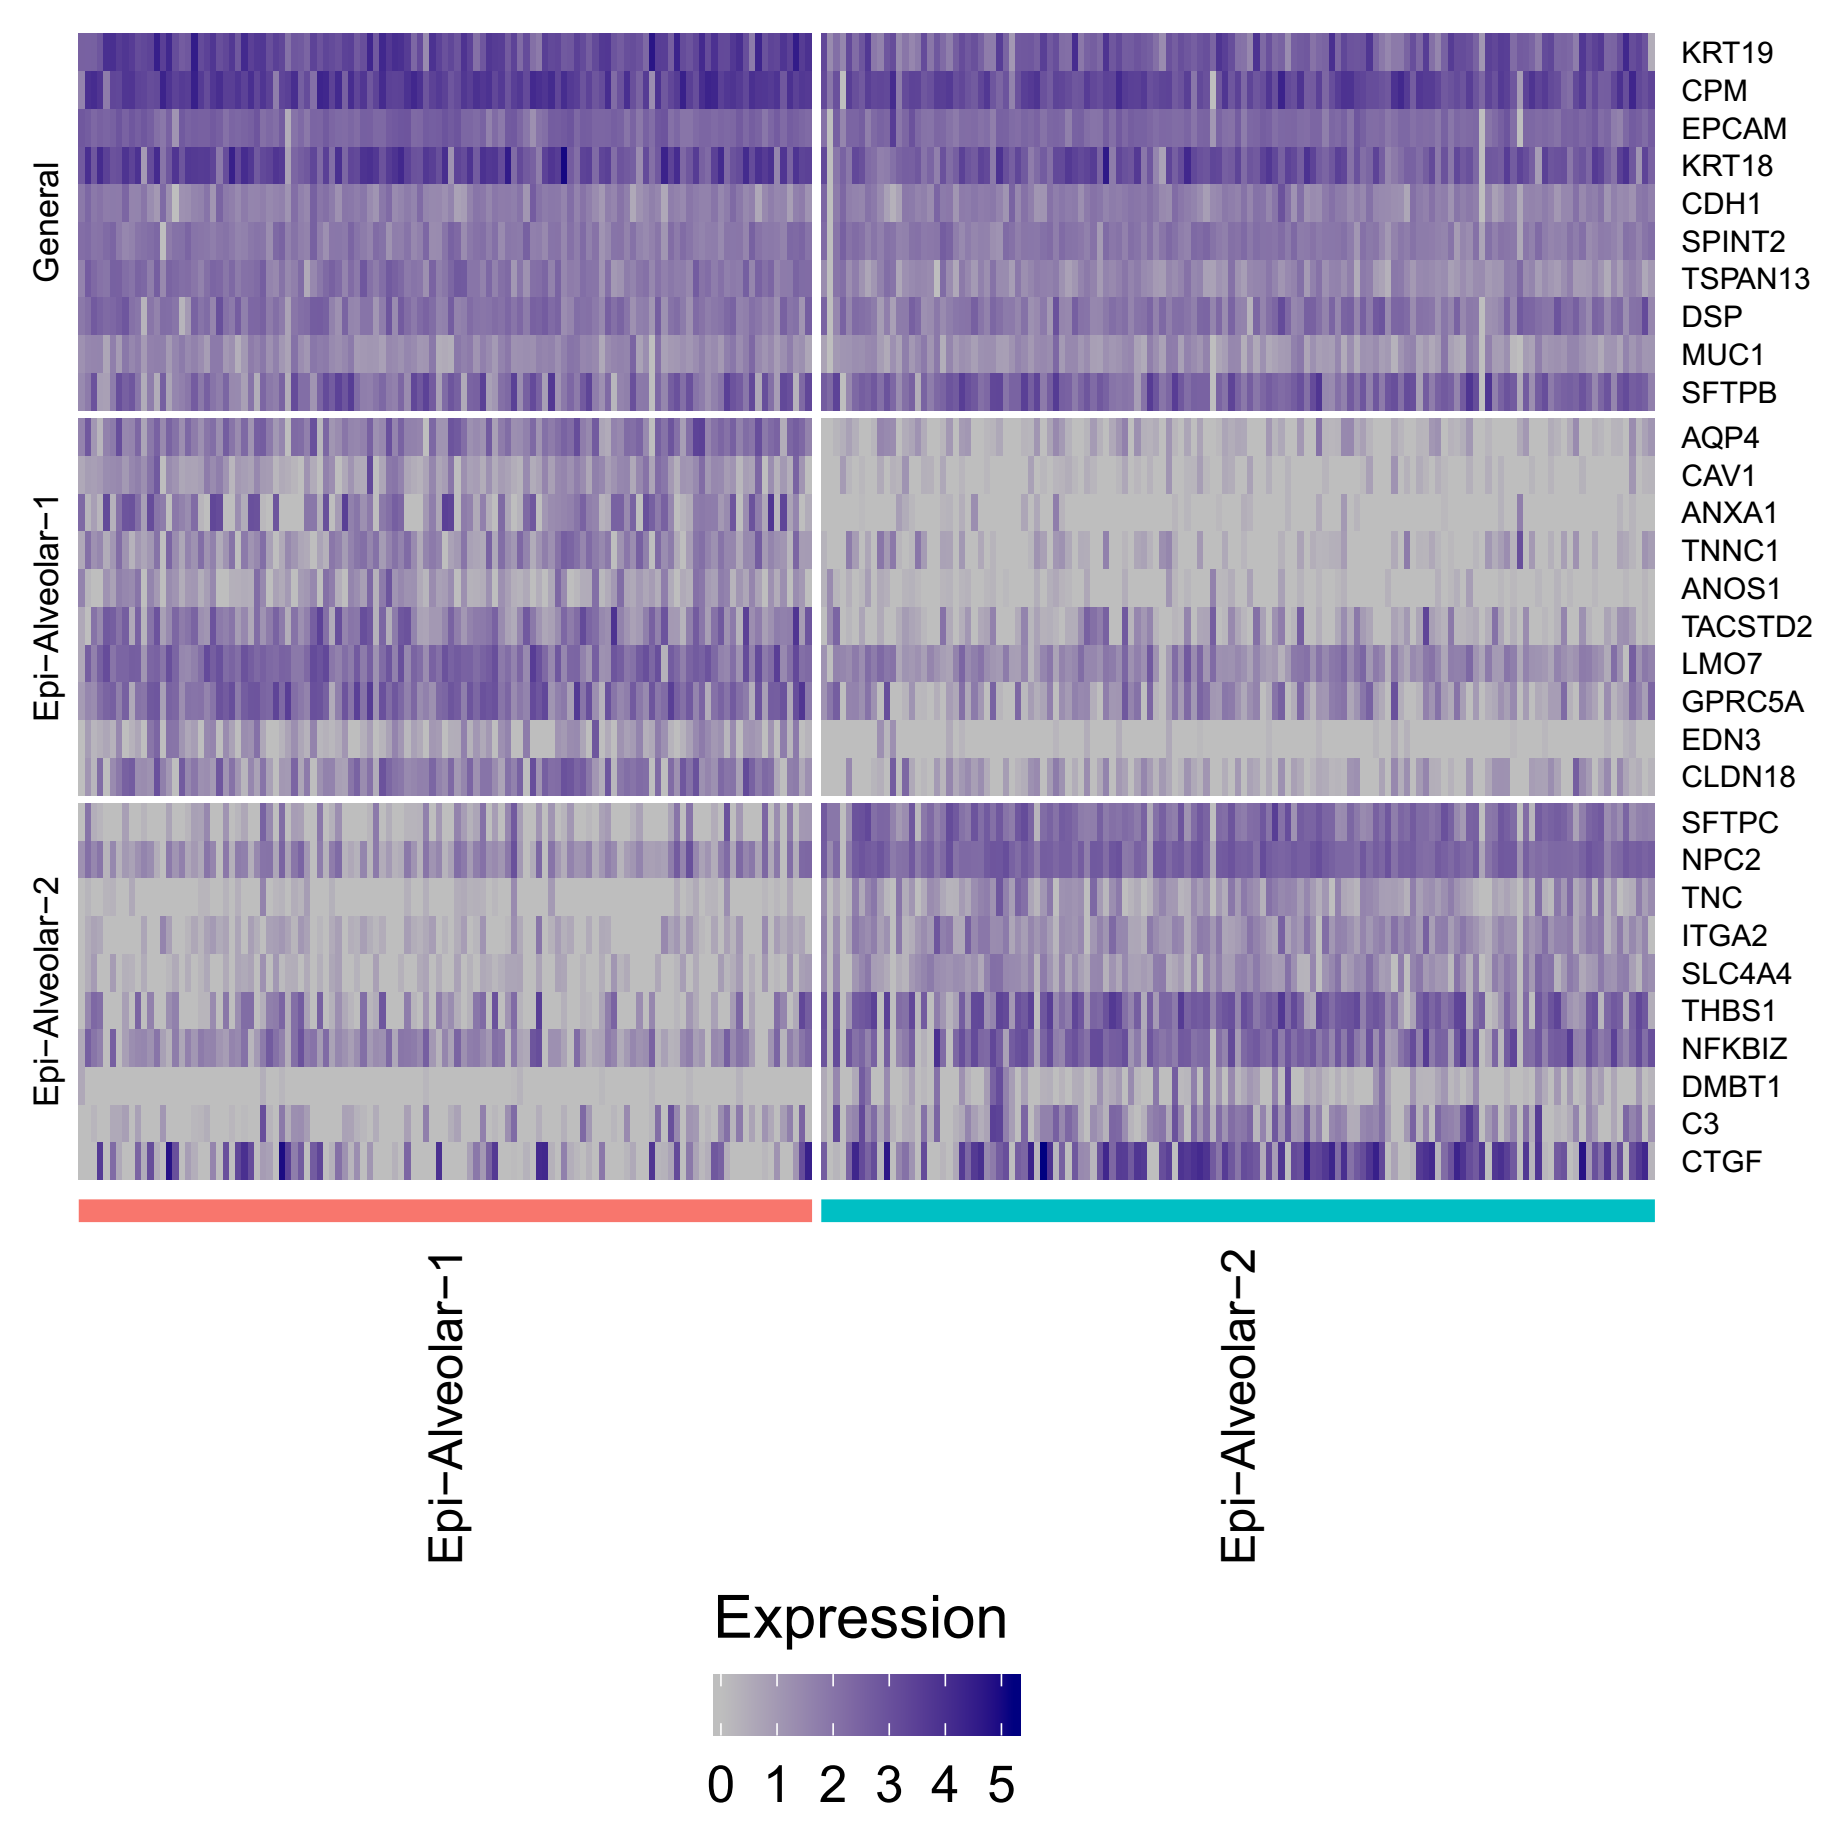 General
KRT19
CPM
EPCAM
KRT18
CDH1
SPINT2
TSPAN13
DSP
MUC1
SFTPB
Epi−Alveolar−1
AQP4
CAV1
ANXA1
TNNC1
ANOS1
TACSTD2
LMO7
GPRC5A
EDN3
CLDN18
Epi−Alveolar−2
SFTPC
NPC2
TNC
ITGA2
SLC4A4
THBS1
NFKBIZ
DMBT1
C3
CTGF
Epi−Alveolar−1
Epi−Alveolar−2
Expression
0 1 2 3 4 5